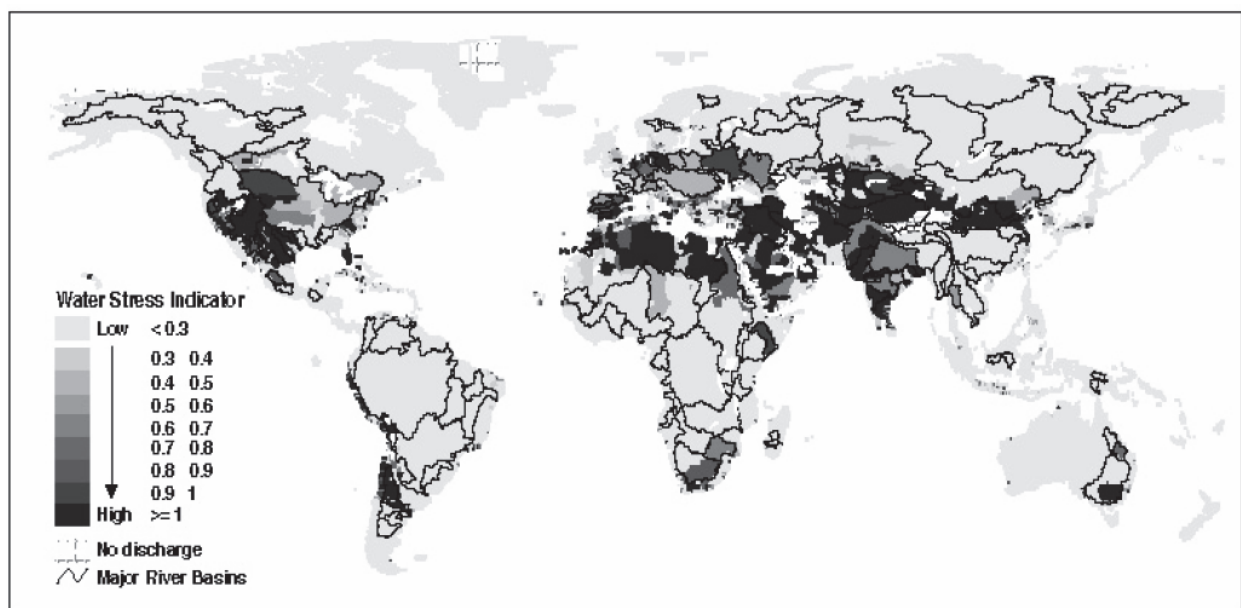 Water Stress Indicator
Low < 0.3
0.3 0.4
0.4 0.5
0.5 0.6
0.6 0.7
0.7 0.8
0.8 0.9
0.9 1
High >= 1
No discharge
Major River Basins